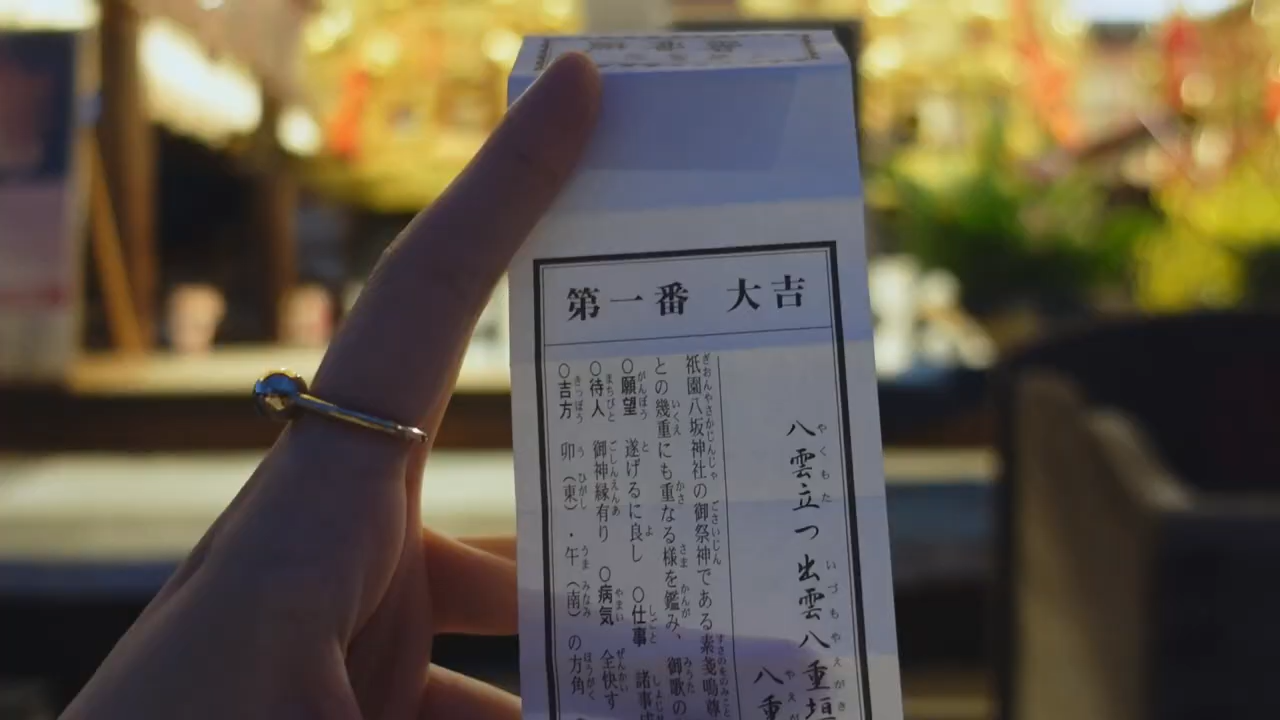 第一番 大吉
八雲立つ出雲八重垣
八重
祇園八坂神社の御祭神である素戔嗚尊
との幾重にも重なる様を鑑み、御歌の
○願望 遂げるに良し ○仕事 諸事
○待人 御神縁有り ○病気 全快す
○吉方 卯(東)・午(南)の方角